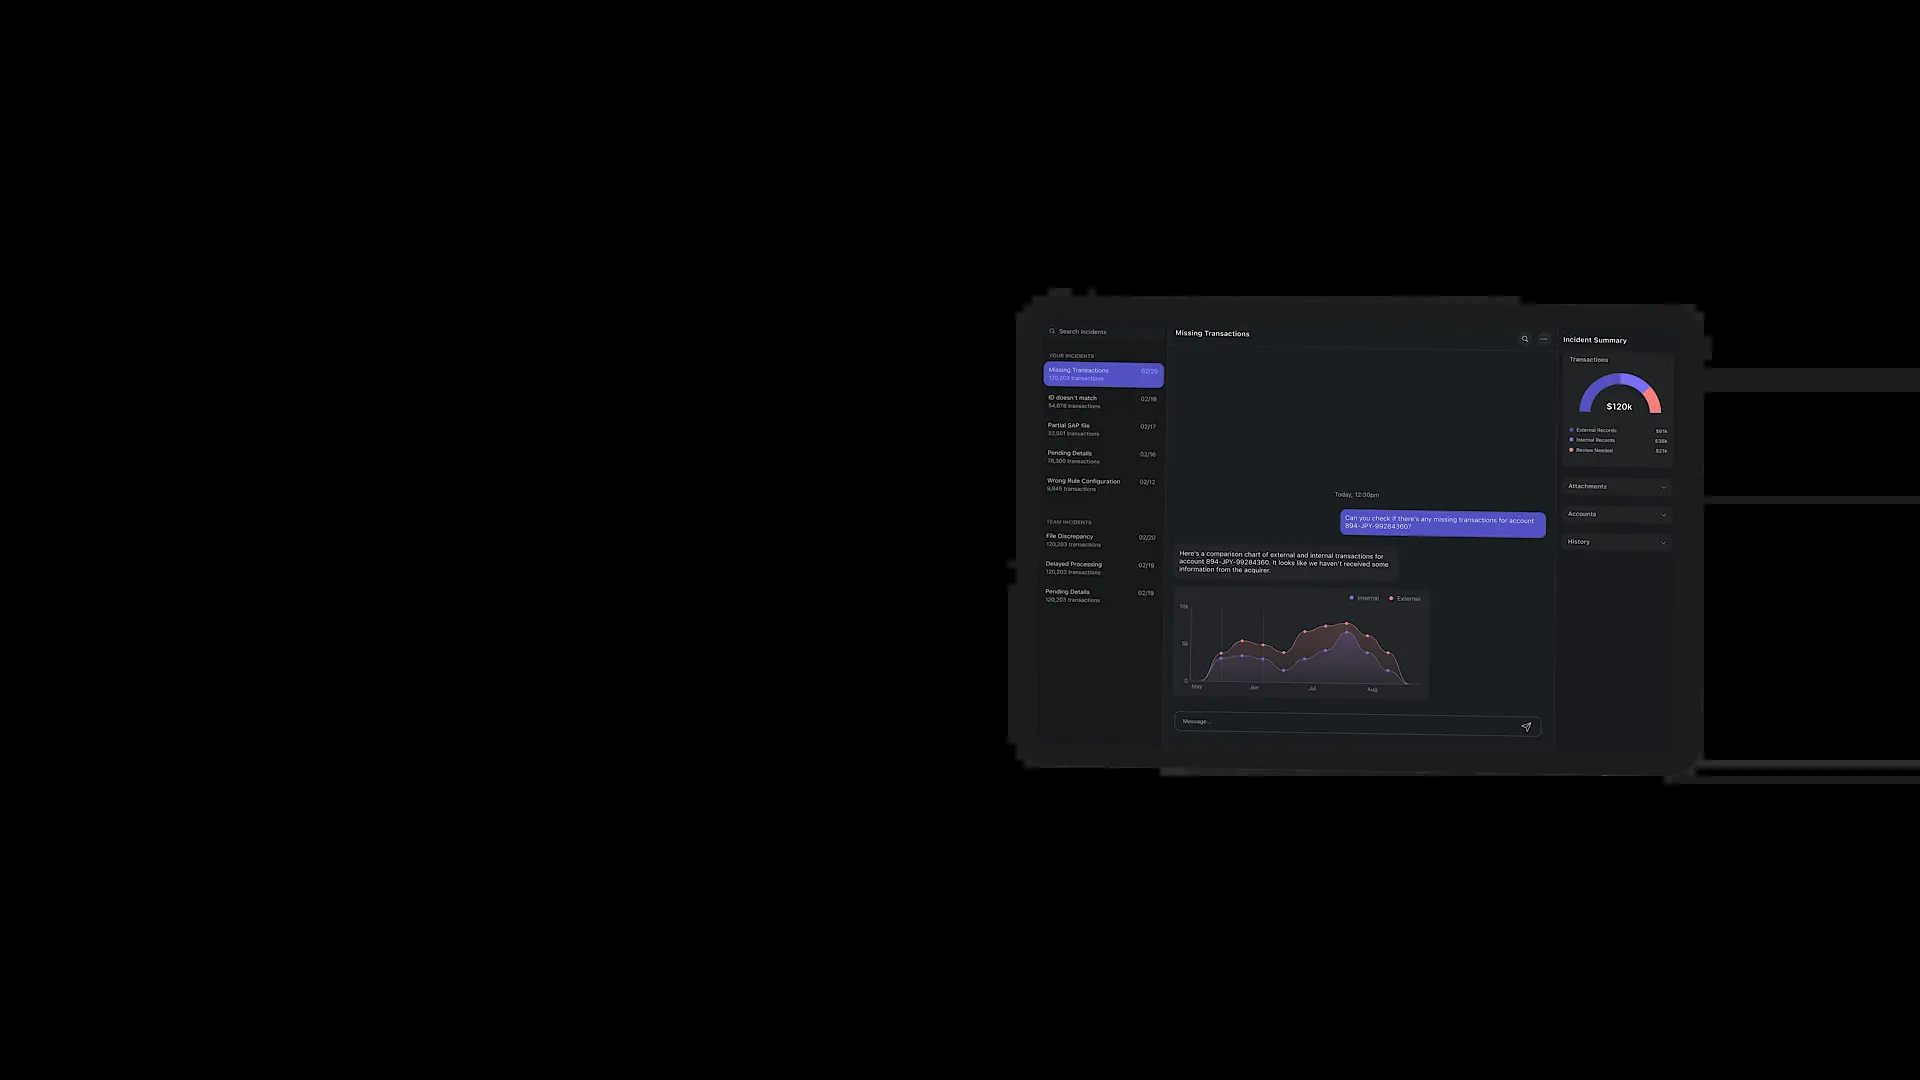 Search incidents
YOUR INCIDENTS
Missing Transactions 02/20
120,203 transactions
ID doesn't match 02/18
54,878 transactions
Partial SAP file 02/17
32,501 transactions
Pending Details 02/16
78,300 transactions
Wrong Rule Configuration 02/12
9,845 transactions
TEAM INCIDENTS
File Discrepancy 02/20
120,203 transactions
Delayed Processing 02/19
120,203 transactions
Pending Details 02/19
120,203 transactions
Missing Transactions
Today, 12:30pm
Can you check if there's any missing transactions for account
894-JPY-99284360?
Here's a comparison chart of external and internal transactions for
account 894-JPY-99284360. It looks like we haven't received some
information from the acquirer.
Internal External
10k
5k
0
May Jun Jul Aug
Message...
Incident Summary
Transactions
$120k
External Records $61k
Internal Records $38k
Review Needed $21k
Attachments
Accounts
History